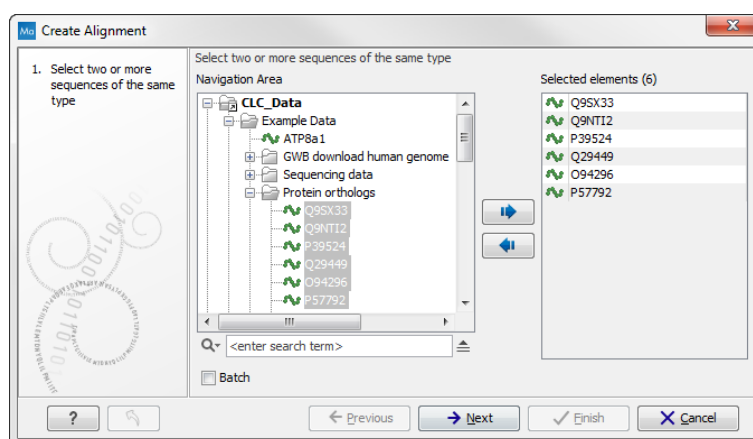 Ma Create Alignment
1. Select two or more
sequences of the same
type
Select two or more sequences of the same type
Navigation Area
CLC_Data
Example Data
ATP8a1
GWB download human genome
Sequencing data
Protein orthologs
Q9SX33
Q9NTI2
P39524
Q29449
O94296
P57792
<enter search term>
Batch
Selected elements (6)
Q9SX33
Q9NTI2
P39524
Q29449
O94296
P57792
?
Previous
Next
Finish
Cancel